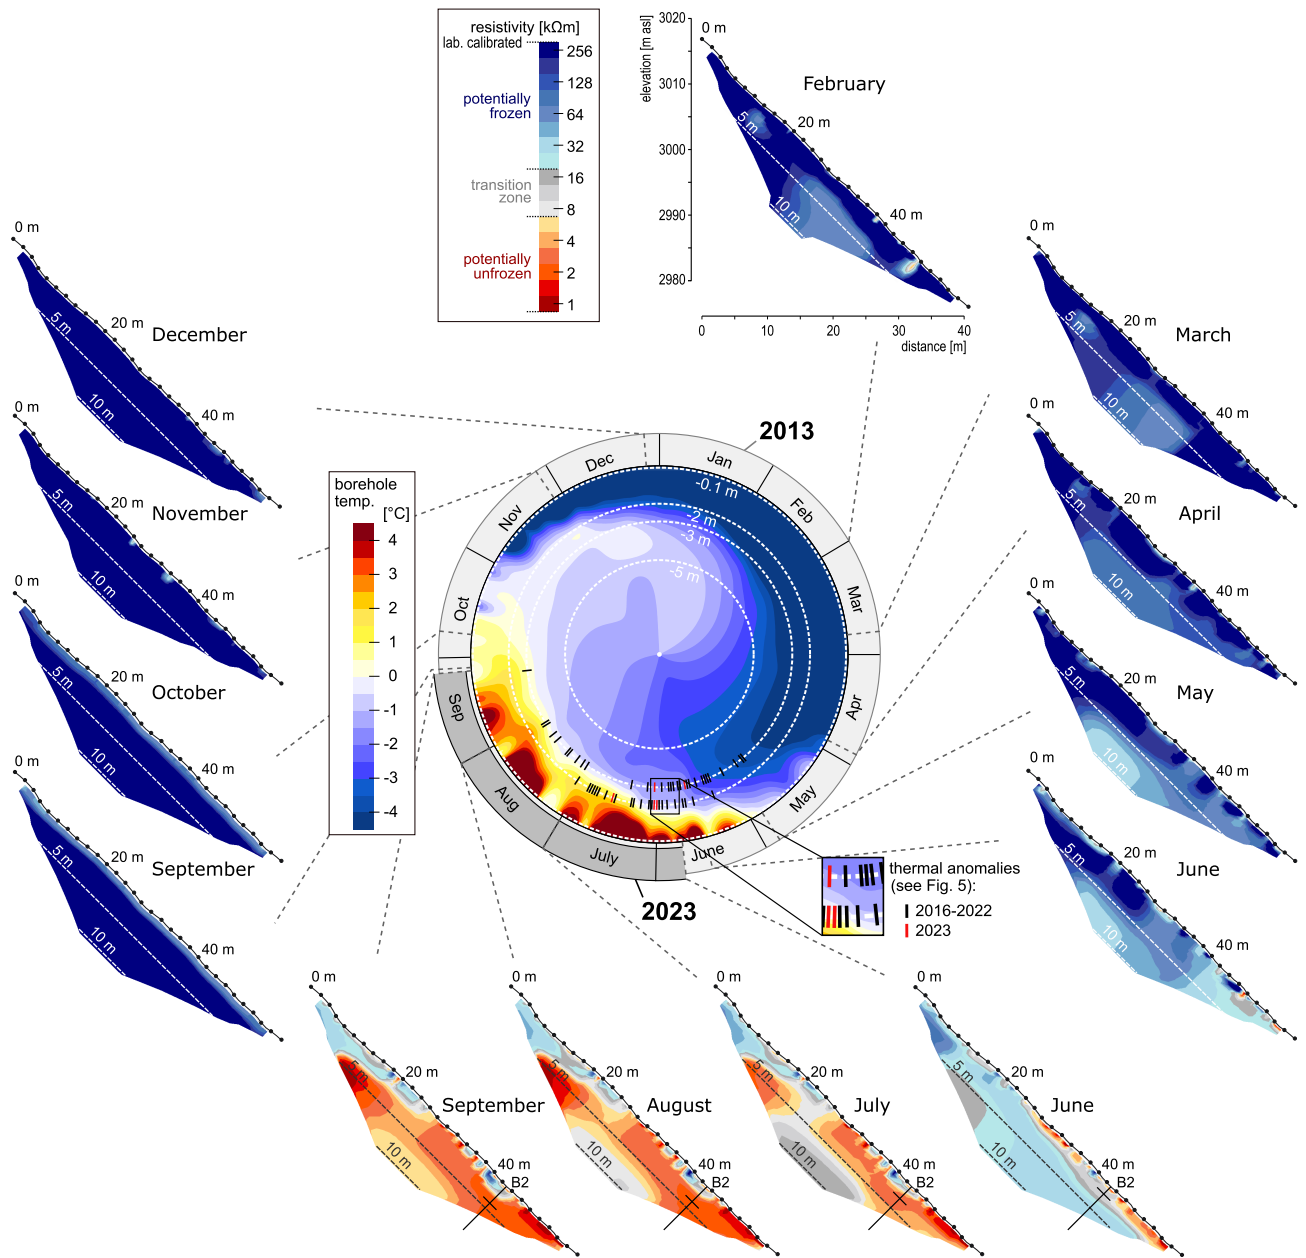 resistivity [kΩm]
lab. calibrated
256
128
potentially
frozen
64
32
16
transition
zone
8
4
potentially
unfrozen
2
1
elevation [m asl]
3020
3010
3000
2990
2980
0
10
20
30
40
distance [m]
0 m
February
20 m
5 m
10 m
40 m
0 m
December
20 m
5 m
10 m
40 m
0 m
November
20 m
5 m
10 m
40 m
0 m
October
20 m
5 m
10 m
40 m
0 m
September
20 m
5 m
10 m
40 m
0 m
March
20 m
5 m
10 m
40 m
0 m
April
20 m
5 m
10 m
40 m
0 m
May
20 m
5 m
10 m
40 m
0 m
June
20 m
5 m
10 m
40 m
borehole
temp.
[°C]
4
3
2
1
0
-1
-2
-3
-4
2013
Jan
Feb
Mar
Apr
May
June
July
Aug
Sep
Oct
Nov
Dec
-0.1 m
-2 m
-3 m
-5 m
2023
thermal anomalies
(see Fig. 5):
2016-2022
2023
0 m
5 m
20 m
September
10 m
40 m
B2
0 m
5 m
20 m
August
10 m
40 m
B2
0 m
5 m
20 m
July
10 m
40 m
B2
0 m
5 m
20 m
June
10 m
40 m
B2